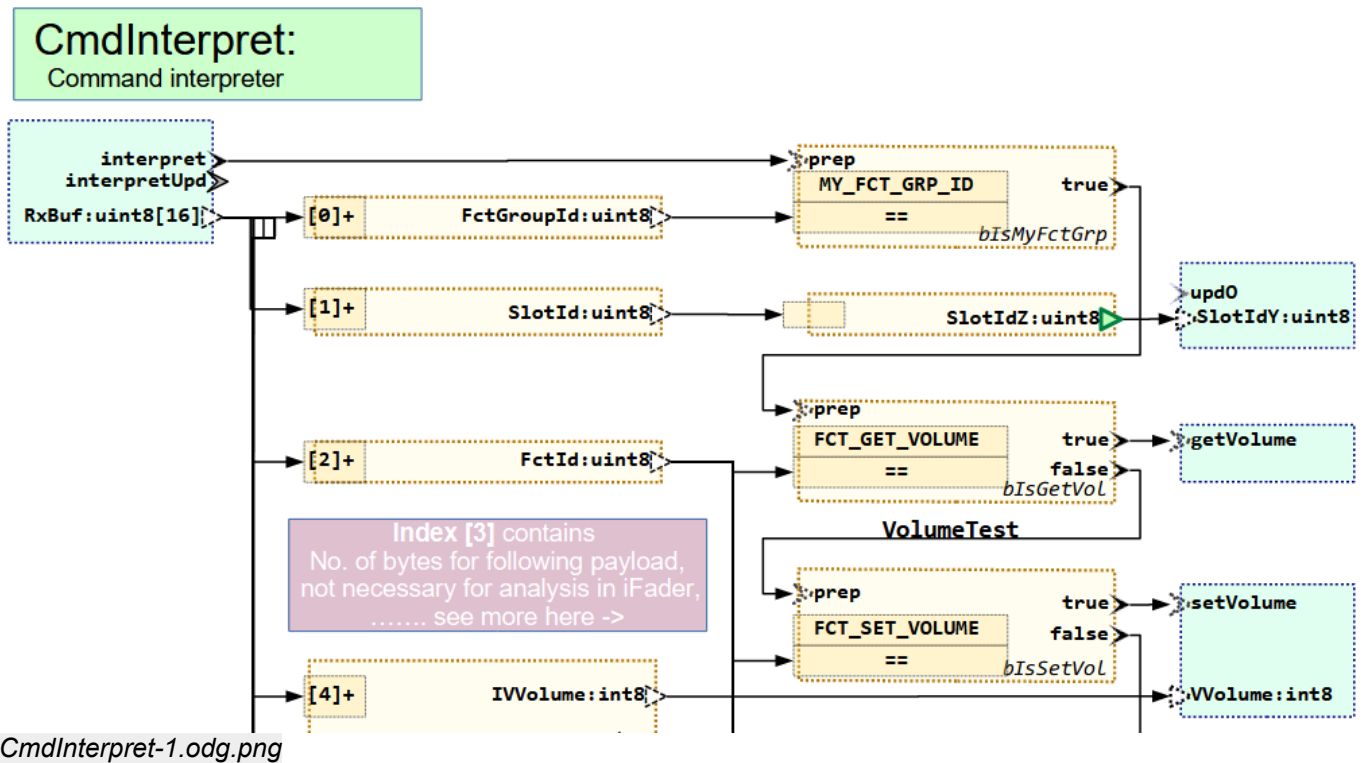 CmdInterpret:
Command interpreter
interpret
interpretUpd
RxBuf:uint8[16]
[0]+ FctGroupId:uint8
prep
MY_FCT_GRP_ID true
==
bIsMyFctGrp
[1]+ SlotId:uint8
SlotIdZ:uint8
updO
SlotIdY:uint8
[2]+ FctId:uint8
prep
FCT_GET_VOLUME true
==
false
bIsGetVol
getVolume
Index [3] contains
No. of bytes for following payload,
not necessary for analysis in iFader,
....... see more here ->
VolumeTest
prep
true
FCT_SET_VOLUME false
==
bIsSetVol
setVolume
[4]+ IVVolume:int8
VVolume:int8
CmdInterpret-1.odg.png